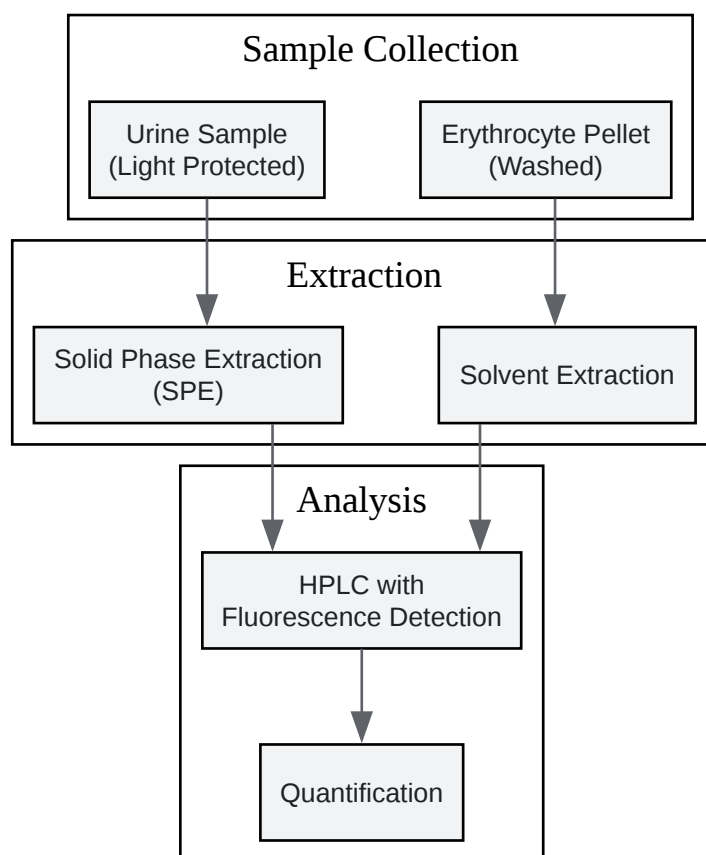 Sample Collection
Urine Sample
(Light Protected)
Erythrocyte Pellet
(Washed)
Extraction
Solid Phase Extraction
(SPE)
Solvent Extraction
Analysis
HPLC with
Fluorescence Detection
Quantification